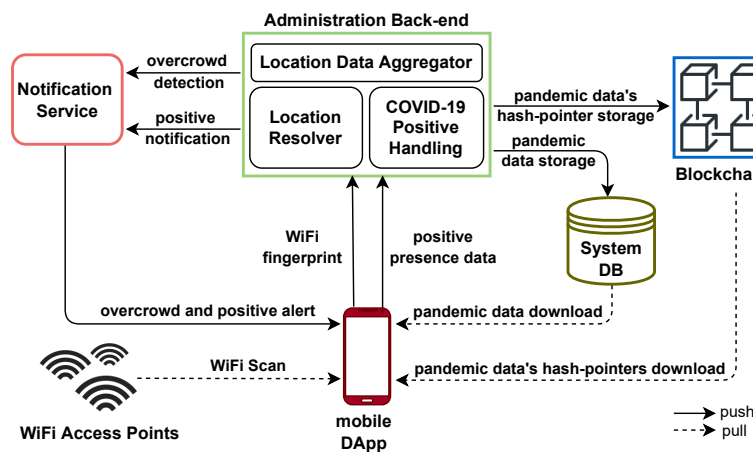 Administration Back-end
Location Data Aggregator
Location
Resolver
COVID-19
Positive
Handling
Notification
Service
overcrowd
detection
positive
notification
pandemic data's
hash-pointer storage
pandemic
data storage
System
DB
WiFi
fingerprint
positive
presence data
overcrowd and positive alert
pandemic data download
WiFi Scan
pandemic data's hash-pointers download
WiFi Access Points
mobile
DApp
push
pull